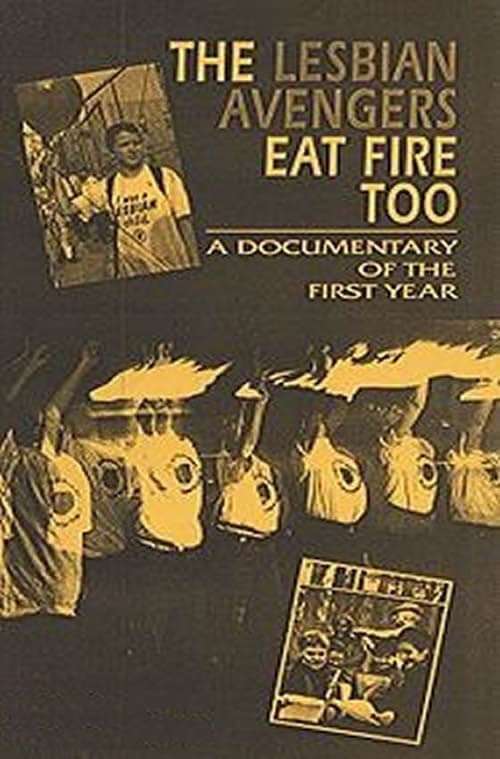 THE LESBIAN
AVENGERS
EAT FIRE
TOO
A DOCUMENTARY
OF THE
FIRST YEAR